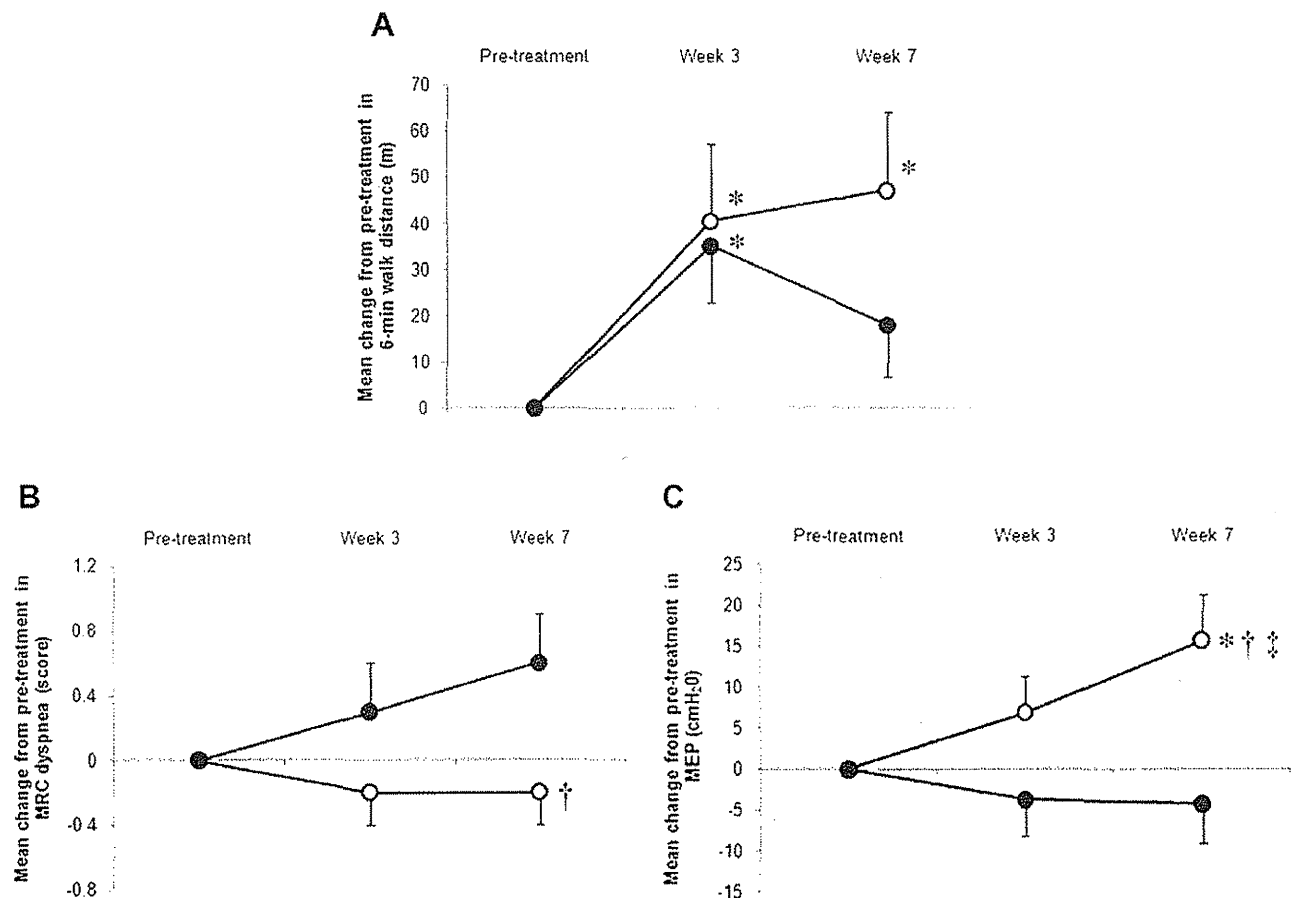 A
Pre-treatment Week 3 Week 7
Mean change from pre-treatment in
6-min walk distance (m)
70
60
50
40
30
20
10
0
*
*
*
B
Pre-treatment Week 3 Week 7
Mean change from pre-treatment in
MRC dyspnea (score)
1.2
0.8
0.4
0
-0.4
-0.8
†
C
Pre-treatment Week 3 Week 7
Mean change from pre-treatment in
MEP (cmH₂0)
25
20
15
10
5
0
-5
-10
-15
*† ‡